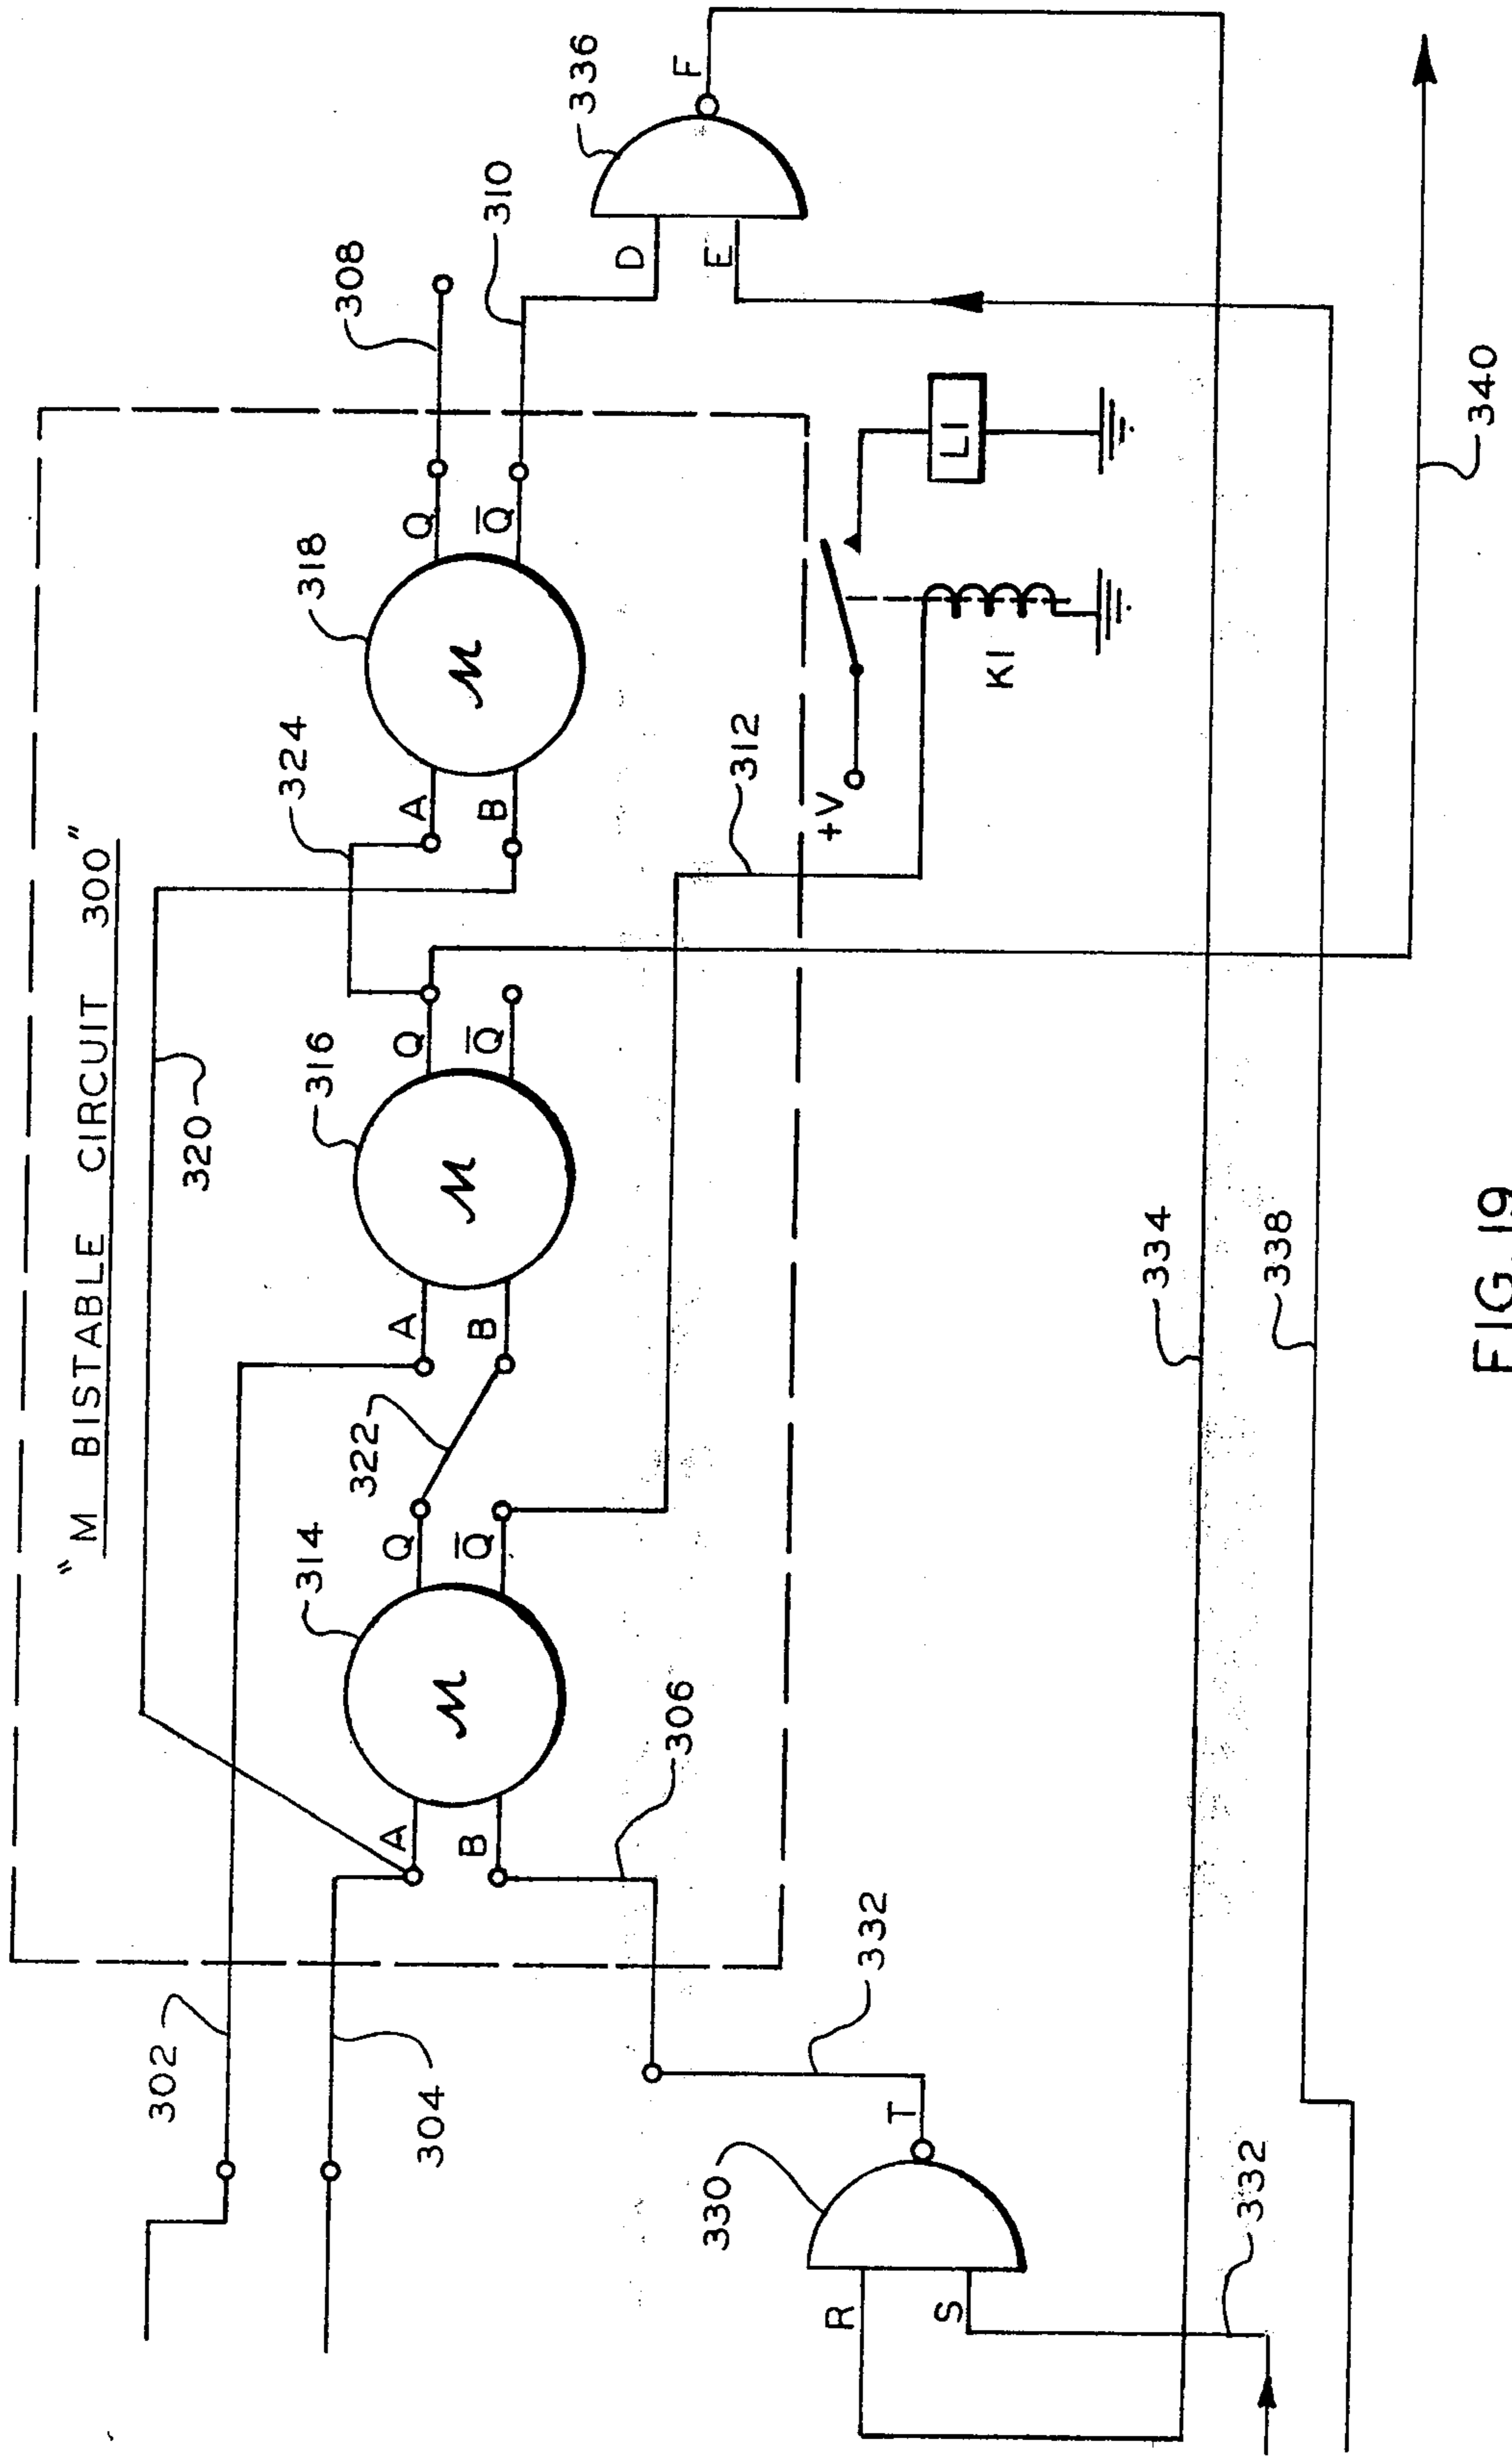 "M BISTABLE CIRCUIT 300"
302
304
320
324
308
314
322
316
318
310
336
A
B
Q
Q̅
A
B
Q
Q̅
A
B
Q
Q̅
M
M
M
D
E
F
306
312
+V
K1
L1
332
330
R
S
T
332
334
338
340
FIG. 19